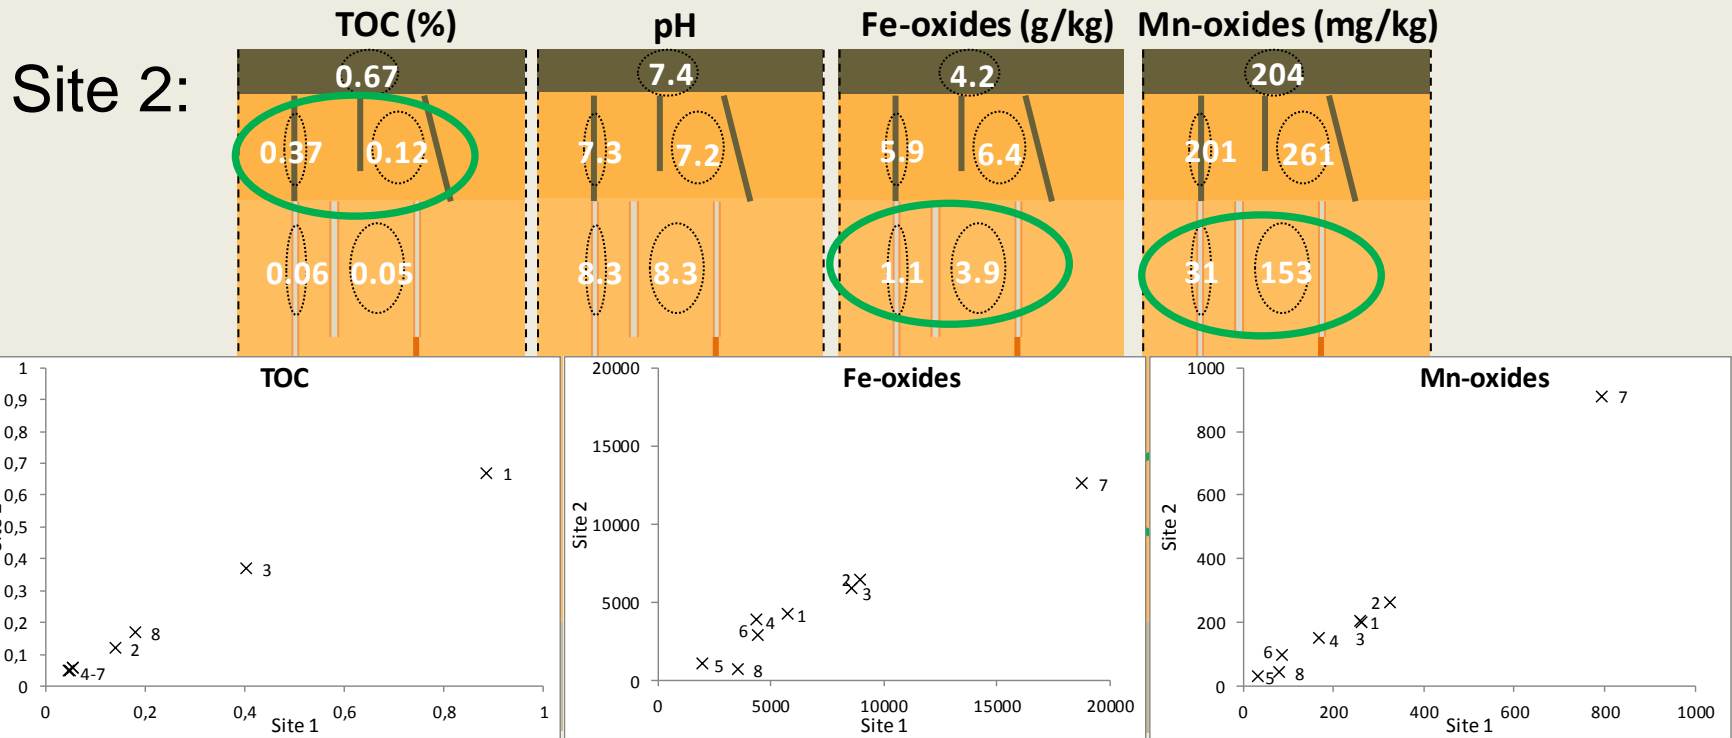 TOC (%) pH Fe-oxides (g/kg) Mn-oxides (mg/kg)
Site 2:
0.67 7.4 4.2 204
0.37 0.12 7.3 7.2 5.9 6.4 201 261
0.06 0.05 8.3 8.3 1.1 3.9 31 153
TOC
1
0,9
0,8
0,7
0,6
0,5
0,4
0,3
0,2
0,1
0
1
3
8
2
4-7
0 0,2 0,4 0,6 0,8 1
Site 1
Fe-oxides
20000
15000
10000
5000
0
Site 2
7
2
3
1
4
6
5
8
0 5000 10000 15000 20000
Site 1
Mn-oxides
1000
800
600
400
200
0
Site 2
7
2
1
3
4
6
5
8
0 200 400 600 800 1000
Site 1